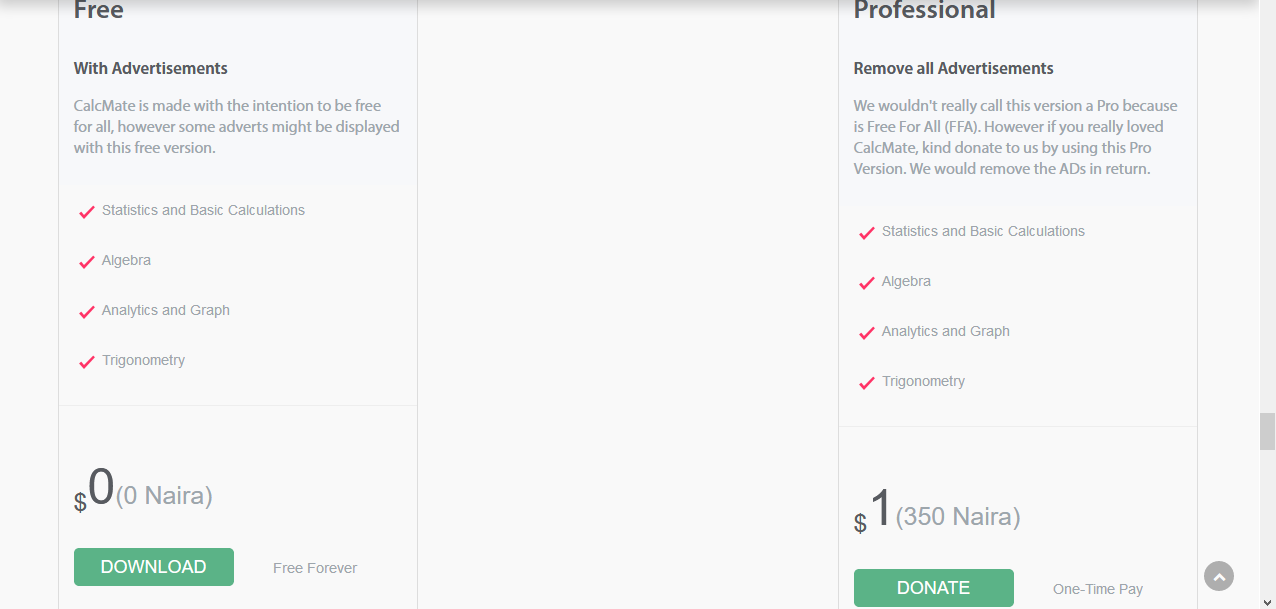 Free
With Advertisements
CalcMate is made with the intention to be free
for all, however some adverts might be displayed
with this free version.
Statistics and Basic Calculations
Algebra
Analytics and Graph
Trigonometry
$0(0 Naira)
DOWNLOAD
Free Forever
Professional
Remove all Advertisements
We wouldn't really call this version a Pro because
is Free For All (FFA). However if you really loved
CalcMate, kind donate to us by using this Pro
Version. We would remove the ADs in return.
Statistics and Basic Calculations
Algebra
Analytics and Graph
Trigonometry
$1(350 Naira)
DONATE
One-Time Pay